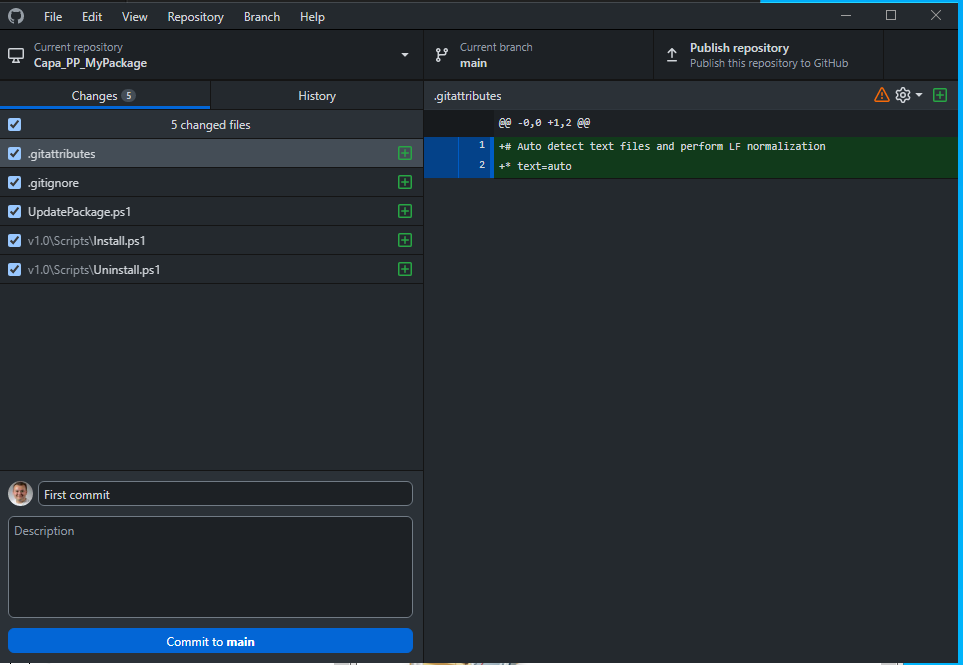 File Edit View Repository Branch Help
Current repository
Capa_PP_MyPackage
Current branch
main
Publish repository
Publish this repository to GitHub
Changes 5
History
5 changed files
.gitattributes
.gitignore
UpdatePackage.ps1
v1.0\Scripts\Install.ps1
v1.0\Scripts\Uninstall.ps1
First commit
Description
Commit to main
.gitattributes
@@ -0,0 +1,2 @@
1 +# Auto detect text files and perform LF normalization
2 +* text=auto